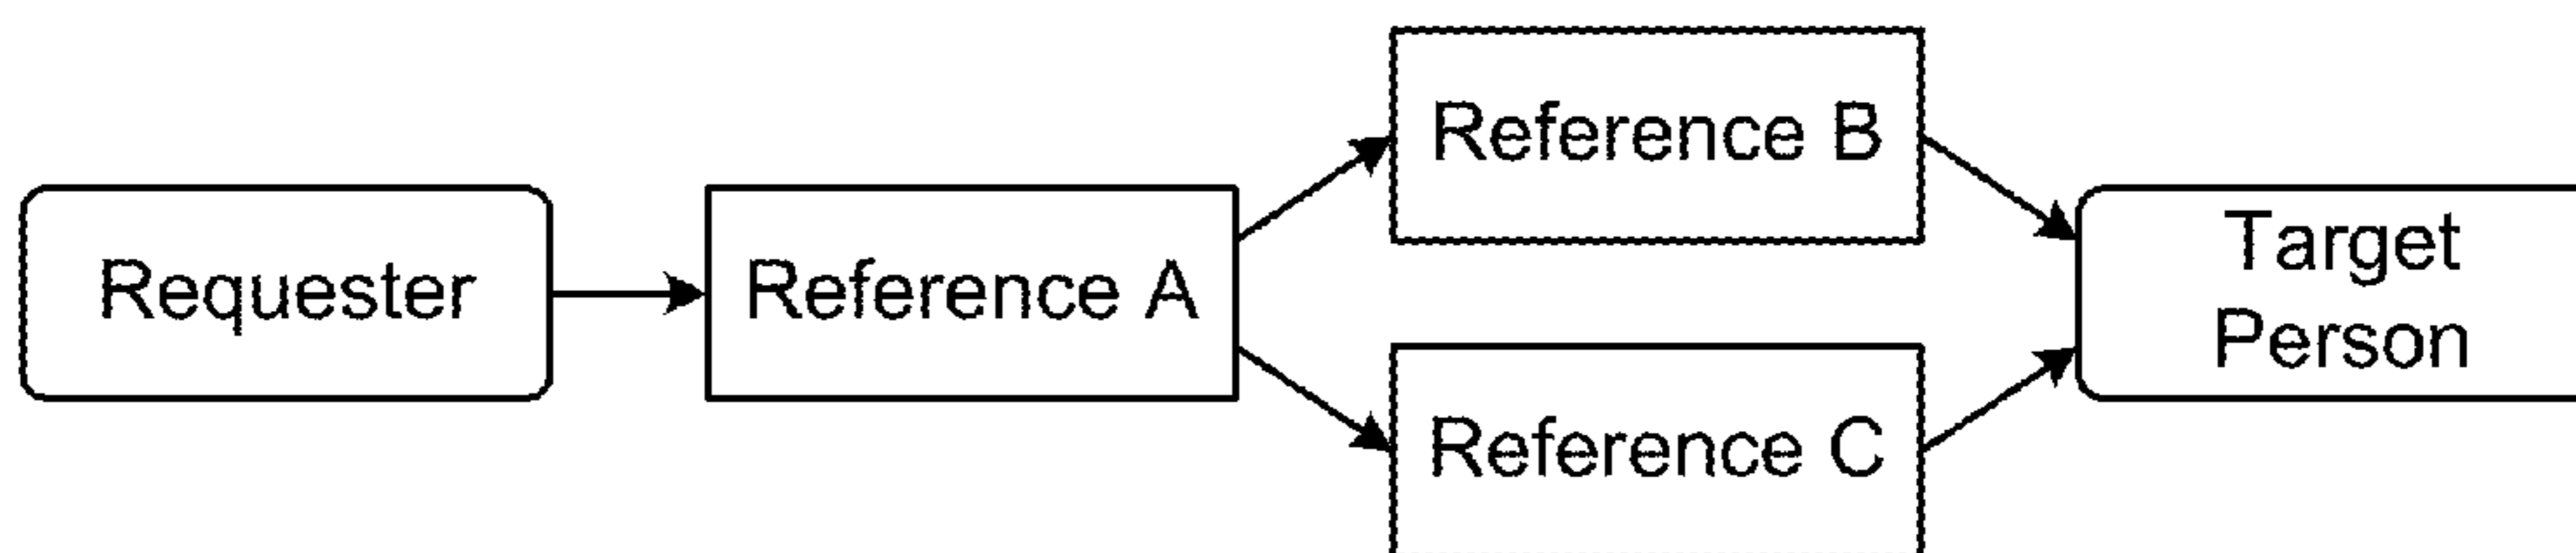 Requester
Reference A
Reference B
Reference C
Target
Person